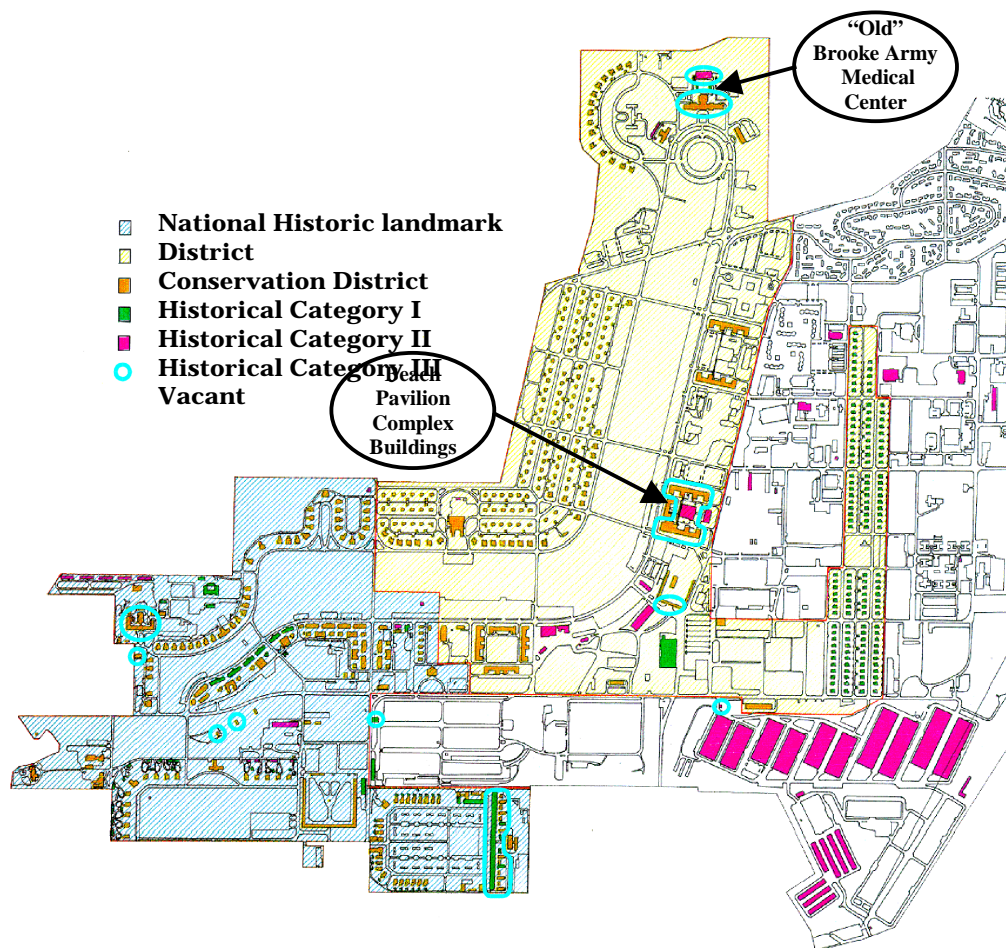 “Old”
Brooke Army
Medical
Center
National Historic landmark
District
Conservation District
Historical Category I
Historical Category II
Historical Category III
Vacant
Beach
Pavilion
Complex
Buildings